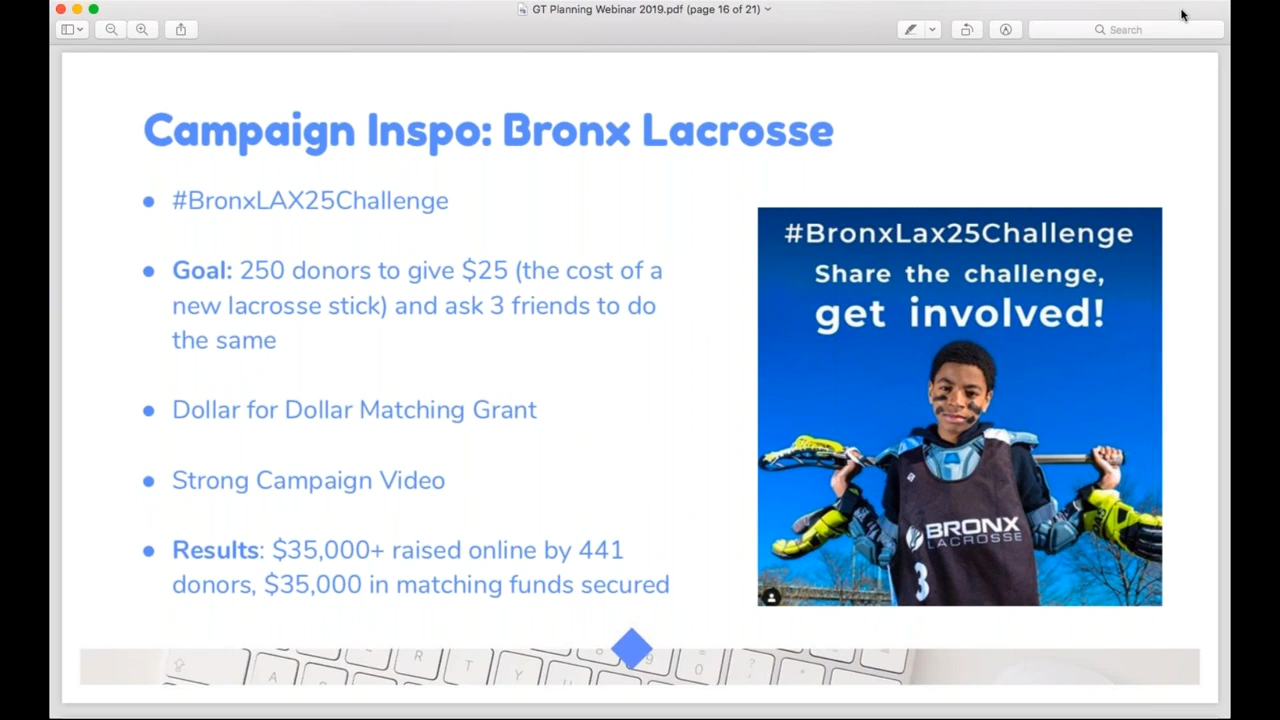 GT Planning Webinar 2019.pdf (page 16 of 21)
Search
Campaign Inspo: Bronx Lacrosse
#BronxLAX25Challenge
Goal: 250 donors to give $25 (the cost of a
new lacrosse stick) and ask 3 friends to do
the same
Dollar for Dollar Matching Grant
Strong Campaign Video
Results: $35,000+ raised online by 441
donors, $35,000 in matching funds secured
#BronxLax25Challenge
Share the challenge,
get involved!
BRONX
LACROSSE
3
R T Y 9 0
A S D